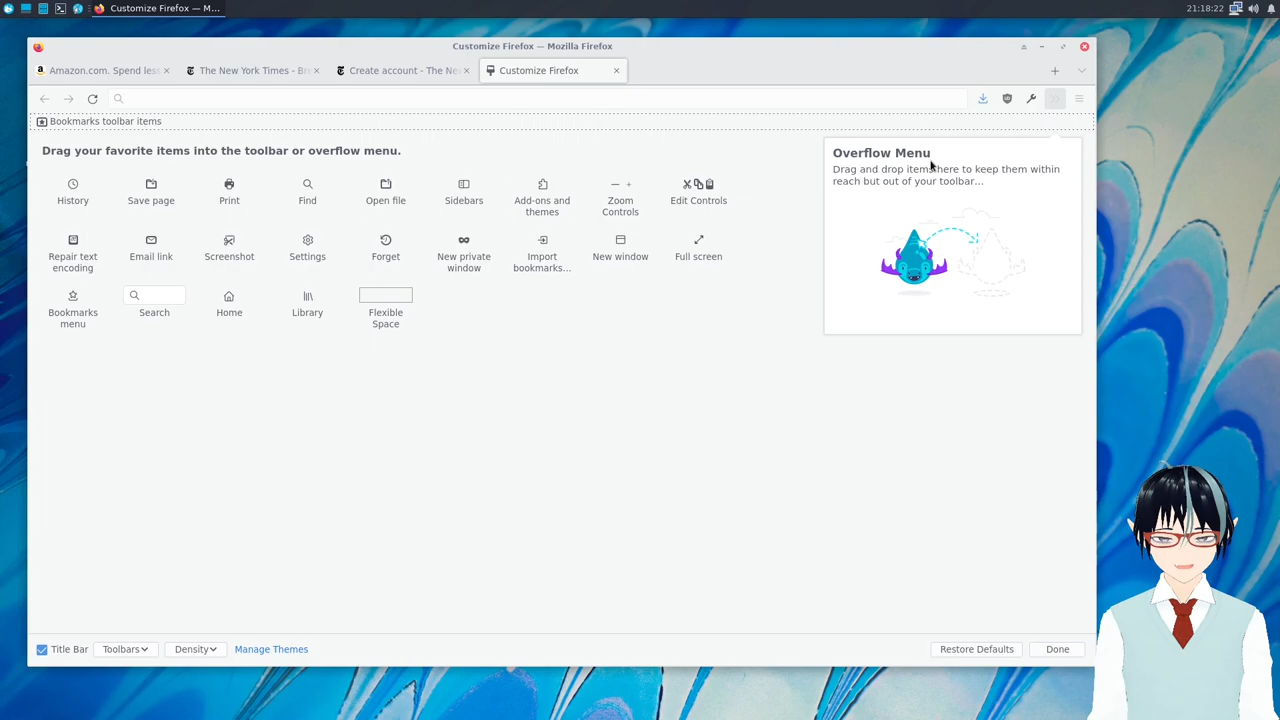 Customize Firefox — M...
21:18:22
Customize Firefox — Mozilla Firefox
Amazon.com. Spend less
The New York Times - Bre
Create account - The Nev
Customize Firefox
Bookmarks toolbar items
Drag your favorite items into the toolbar or overflow menu.
Overflow Menu
Drag and drop items here to keep them within
reach but out of your toolbar...
History
Save page
Print
Find
Open file
Sidebars
Add-ons and
themes
Zoom
Controls
Edit Controls
Repair text
encoding
Email link
Screenshot
Settings
Forget
New private
window
Import
bookmarks...
New window
Full screen
Bookmarks
menu
Search
Home
Library
Flexible
Space
Title Bar
Toolbars
Density
Manage Themes
Restore Defaults
Done